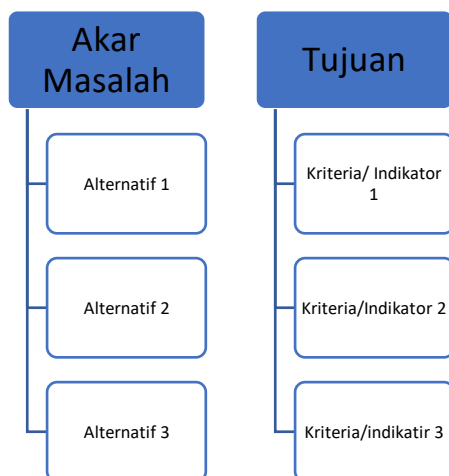 Akar
Masalah
Alternatif 1
Alternatif 2
Alternatif 3
Tujuan
Kriteria/ Indikator
1
Kriteria/Indikator 2
Kriteria/indikatir 3